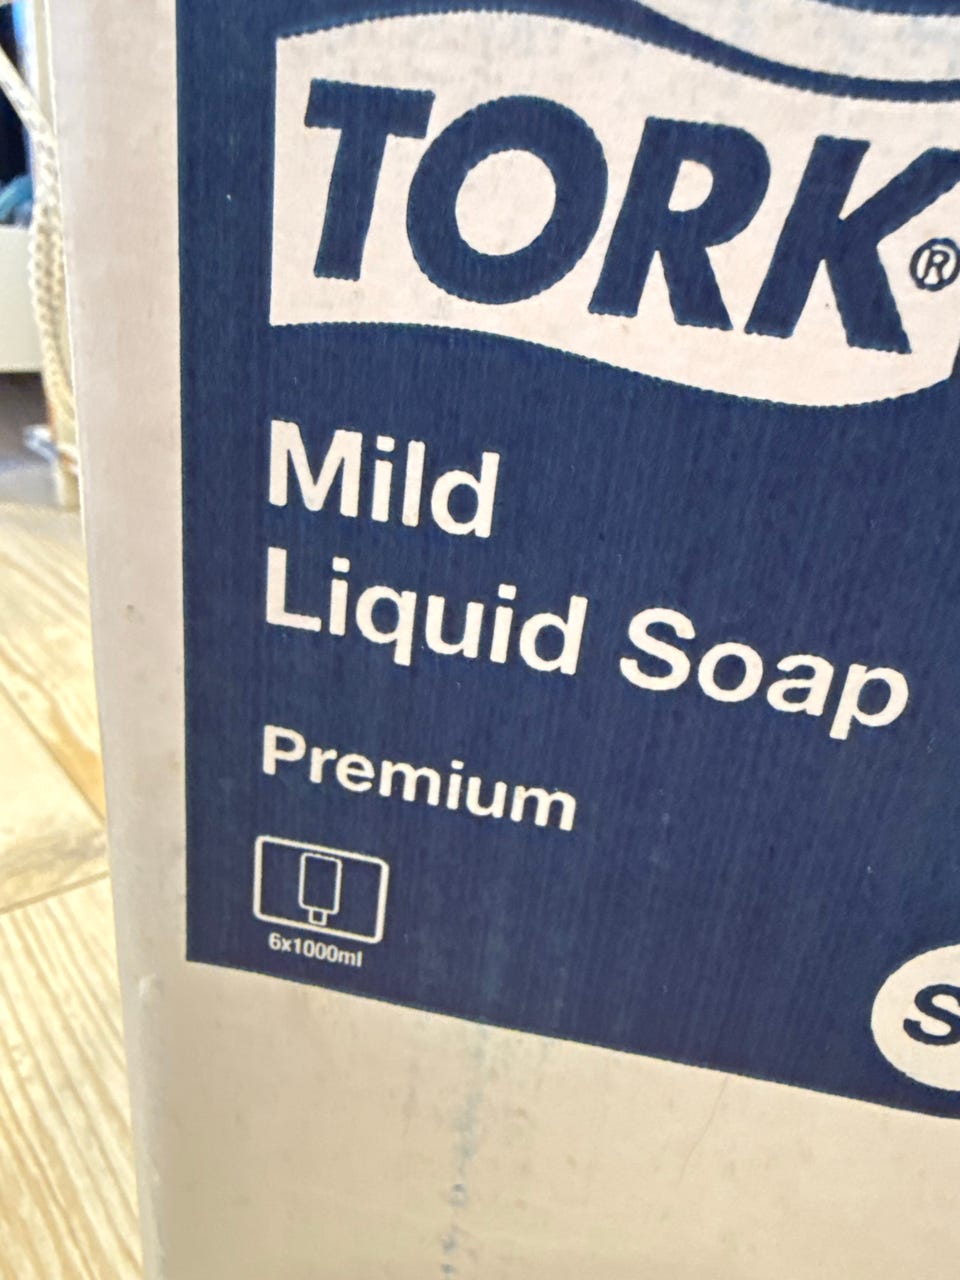 TORK®
Mild
Liquid Soap
Premium
6x1000ml
S